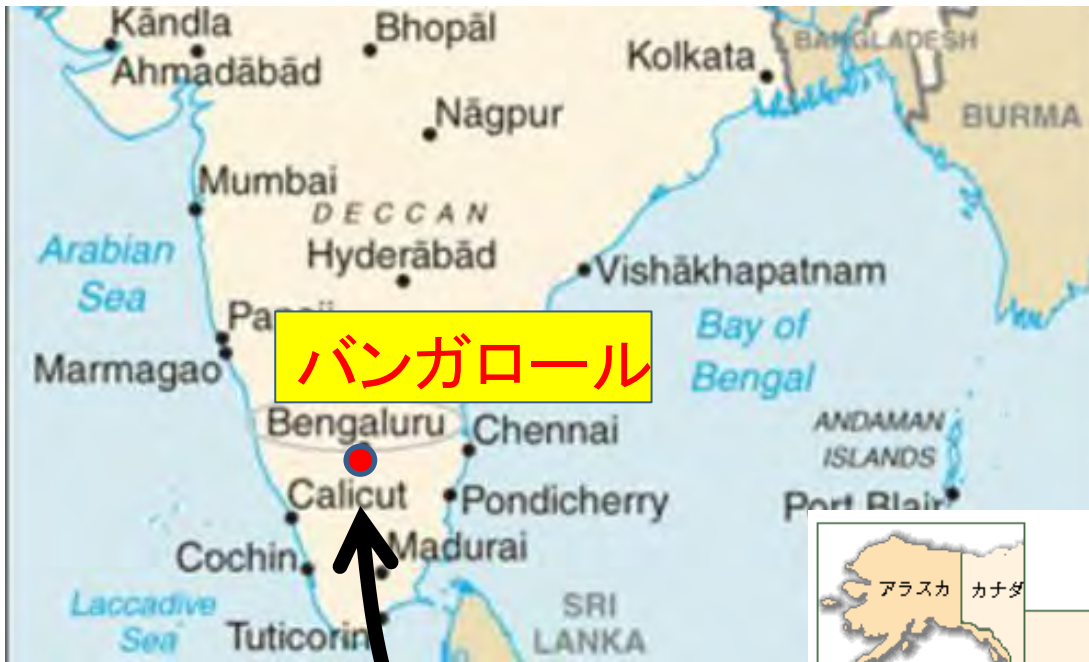 Kāndla
Bhopāl
Ahmadābād
Kolkata
BANGLADESH
BURMA
Nāgpur
Mumbai
DECCAN
Hyderābād
Arabian
Sea
Vishākhapatnam
Bay of
Bengal
Marmagao
バンガロール
Bengaluru
Chennai
ANDAMAN
ISLANDS
Calicut
Pondicherry
Port Blair
Cochin
Madurai
Laccadive
Sea
Tuticorin
SRI
LANKA
アラスカ
カナダ